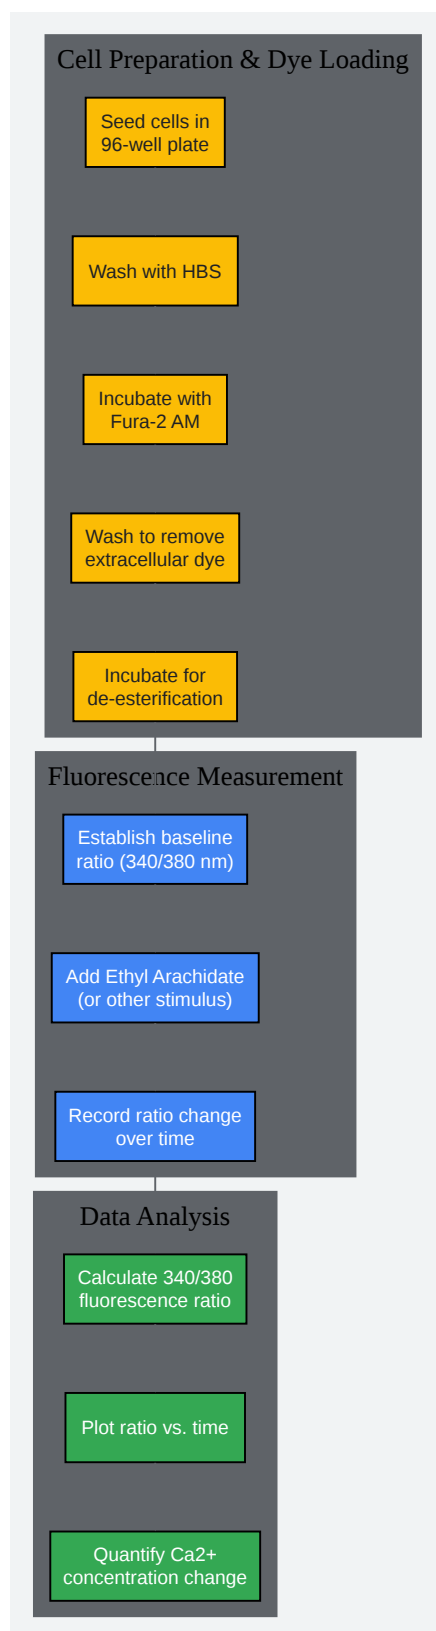 Cell Preparation & Dye Loading
Seed cells in
96-well plate
Wash with HBS
Incubate with
Fura-2 AM
Wash to remove
extracellular dye
Incubate for
de-esterification
Fluorescence Measurement
Establish baseline
ratio (340/380 nm)
Add Ethyl Arachidate
(or other stimulus)
Record ratio change
over time
Data Analysis
Calculate 340/380
fluorescence ratio
Plot ratio vs. time
Quantify Ca2+
concentration change